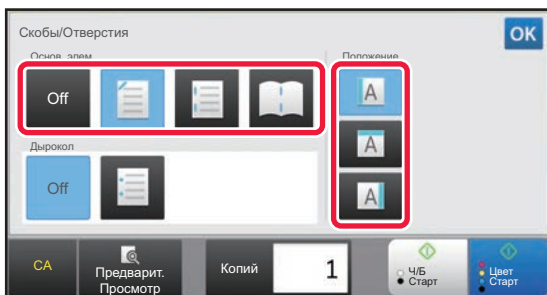 Скобы/Отверстия
OK
Основ. элем
Положение
Off
A
A
A
Дырокол
Off
CA
Предварит.
Просмотр
Копий
1
Ч/Б
Старт
Цвет
Старт